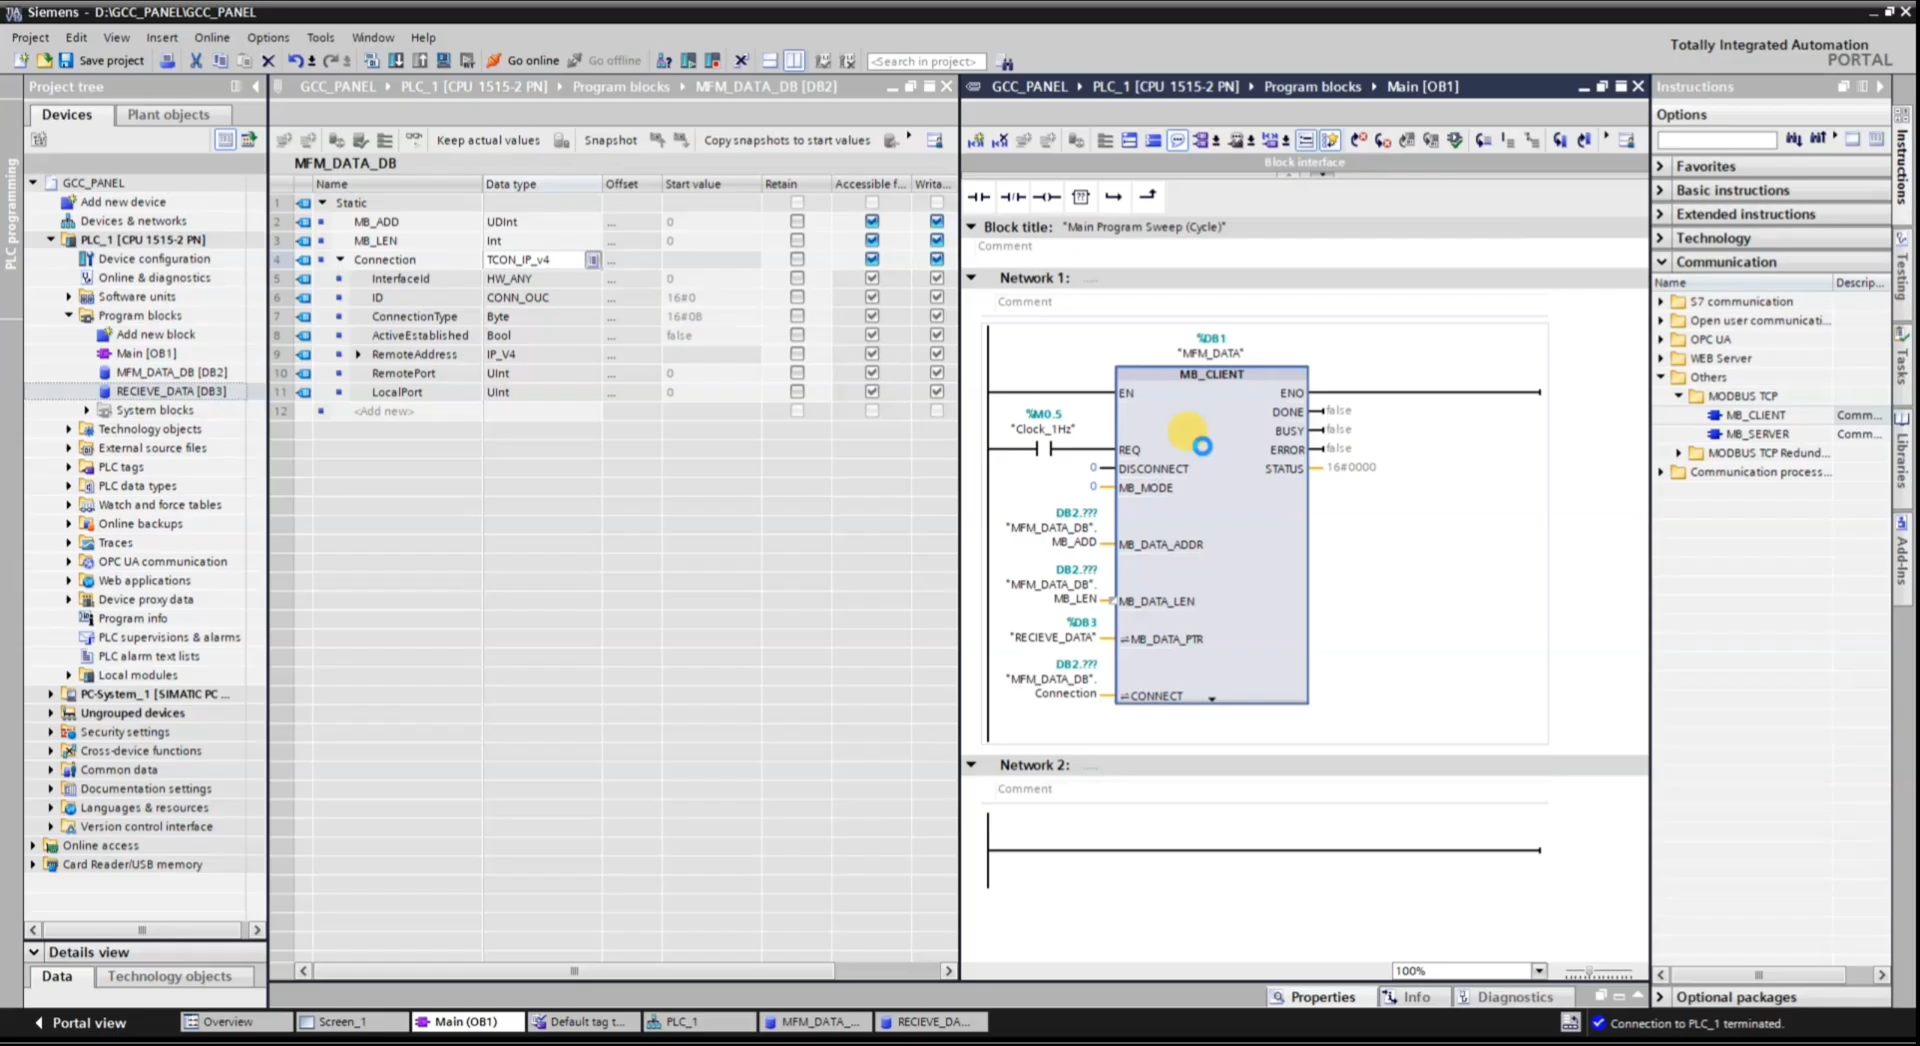 Siemens - D:\GCC_PANEL\GCC_PANEL
Project Edit View Insert Online Options Tools Window Help
Totally Integrated Automation
PORTAL
Save project
Go online
Go offline
<Search in project>
Project tree
Devices
Plant objects
PLC programming
GCC_PANEL
Add new device
Devices & networks
PLC_1 [CPU 1515-2 PN]
Device configuration
Online & diagnostics
Software units
Program blocks
Add new block
Main [OB1]
MFM_DATA_DB [DB2]
RECIEVE_DATA [DB3]
System blocks
Technology objects
External source files
PLC tags
PLC data types
Watch and force tables
Online backups
Traces
OPC UA communication
Web applications
Device proxy data
Program info
PLC supervisions & alarms
PLC alarm text lists
Local modules
PC-System_1 [SIMATIC PC ...
Ungrouped devices
Security settings
Cross-device functions
Common data
Documentation settings
Languages & resources
Version control interface
Online access
Card Reader/USB memory
Details view
Data
Technology objects
GCC_PANEL PLC_1 [CPU 1515-2 PN] Program blocks MFM_DATA_DB [DB2]
Keep actual values
Snapshot
Copy snapshots to start values
MFM_DATA_DB
Name Data type Offset Start value Retain Accessible f... Writa...
1 Static
2 MB_ADD UDInt ... 0
3 MB_LEN Int ... 0
4 Connection TCON_IP_v4 ...
5 InterfaceId HW_ANY ... 0
6 ID CONN_OUC ... 16#0
7 ConnectionType Byte ... 16#0B
8 ActiveEstablished Bool ... false
9 RemoteAddress IP_V4 ...
10 RemotePort UInt ... 0
11 LocalPort UInt ... 0
12 <Add new>
GCC_PANEL PLC_1 [CPU 1515-2 PN] Program blocks Main [OB1]
Block interface
??
Block title: "Main Program Sweep (Cycle)"
Comment
Network 1: .....
Comment
%DB1
"MFM_DATA"
MB_CLIENT
EN ENO
DONE false
BUSY false
%M0.5
"Clock_1Hz"
REQ
ERROR false
0 DISCONNECT
STATUS 16#0000
0 MB_MODE
DB2.???
"MFM_DATA_DB".
MB_ADD MB_DATA_ADDR
DB2.???
"MFM_DATA_DB".
MB_LEN MB_DATA_LEN
%DB3
"RECIEVE_DATA" MB_DATA_PTR
DB2.???
"MFM_DATA_DB".
Connection CONNECT
Network 2: .....
Comment
100%
Properties
Info
Diagnostics
Instructions
Options
Favorites
Basic instructions
Extended instructions
Technology
Communication
Name Descrip...
S7 communication
Open user communicati...
OPC UA
WEB Server
Others
MODBUS TCP
MB_CLIENT Comm...
MB_SERVER Comm...
MODBUS TCP Redund...
Communication process...
Optional packages
Instructions
Testing
Tasks
Libraries
Add-Ins
Portal view
Overview
Screen_1
Main (OB1)
Default tag t...
PLC_1
MFM_DATA_...
RECIEVE_DA...
Connection to PLC_1 terminated.